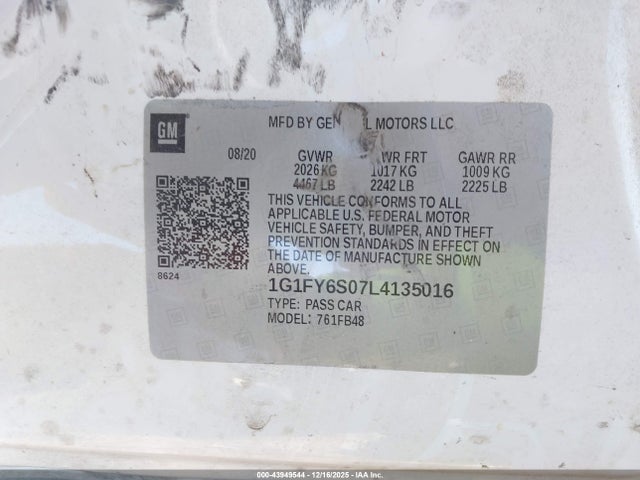 GM
MFD BY GEN L MOTORS LLC
08/20 GVWR WR FRT GAWR RR
2026 KG 1017 KG 1009 KG
4467 LB 2242 LB 2225 LB
THIS VEHICLE CONFORMS TO ALL
APPLICABLE U.S. FEDERAL MOTOR
VEHICLE SAFETY, BUMPER, AND THEFT
PREVENTION STANDARDS IN EFFECT ON
THE DATE OF MANUFACTURE SHOWN
ABOVE.
8624
1G1FY6S07L4135016
TYPE: PASS CAR
MODEL: 761FB48
000-43949544 - 12/16/2025 - IAA Inc.